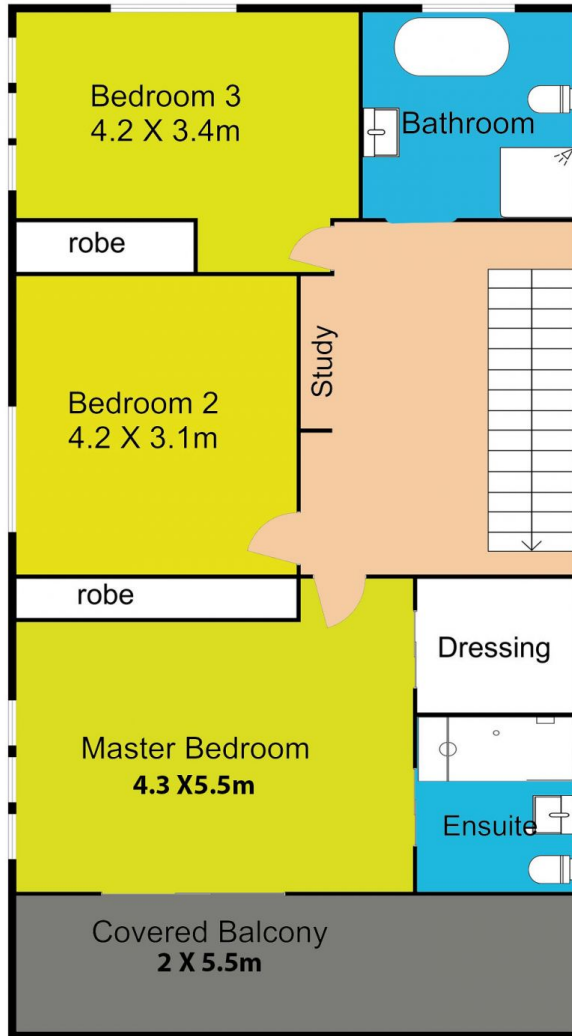 Bedroom 3
4.2 X 3.4m
Bathroom
robe
Study
Bedroom 2
4.2 X 3.1m
robe
Dressing
Master Bedroom
4.3 X5.5m
Ensuite
Covered Balcony
2 X 5.5m